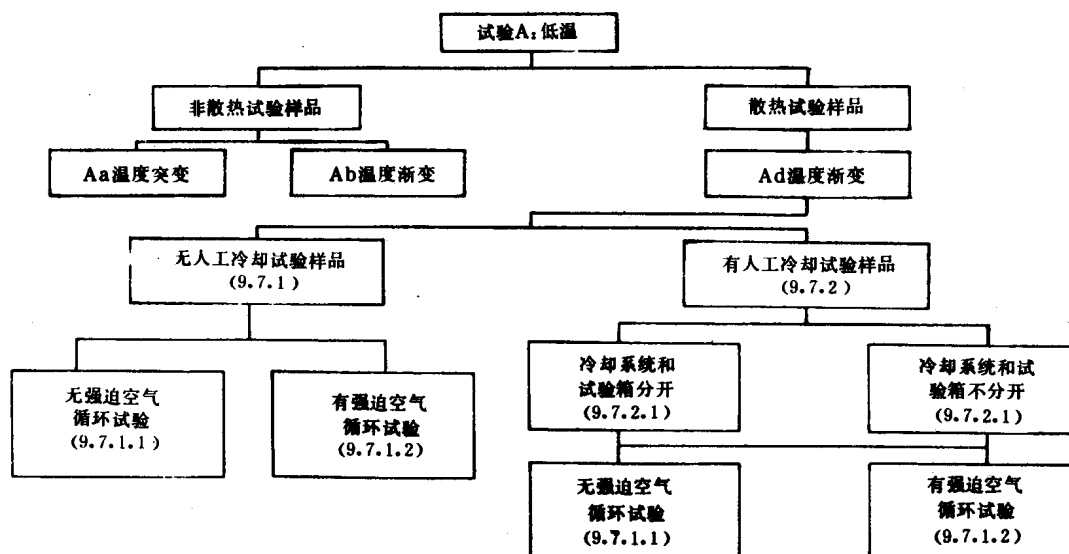 试验A:低温
非散热试验样品
散热试验样品
Aa温度突变
Ab温度渐变
Ad温度渐变
无人工冷却试验样品
(9.7.1)
有人工冷却试验样品
(9.7.2)
无强迫空气
循环试验
(9.7.1.1)
有强迫空气
循环试验
(9.7.1.2)
冷却系统和
试验箱分开
(9.7.2.1)
冷却系统和试
验箱不分开
(9.7.2.1)
无强迫空气
循环试验
(9.7.1.1)
有强迫空气
循环试验
(9.7.1.2)